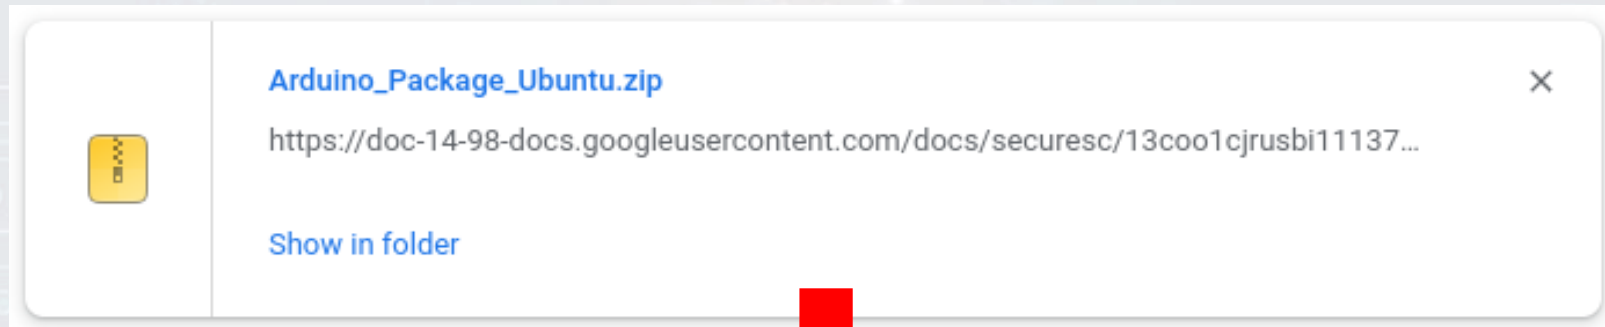 Arduino_Package_Ubuntu.zip
https://doc-14-98-docs.googleusercontent.com/docs/securesc/13coo1cjrusbi11137...
Show in folder